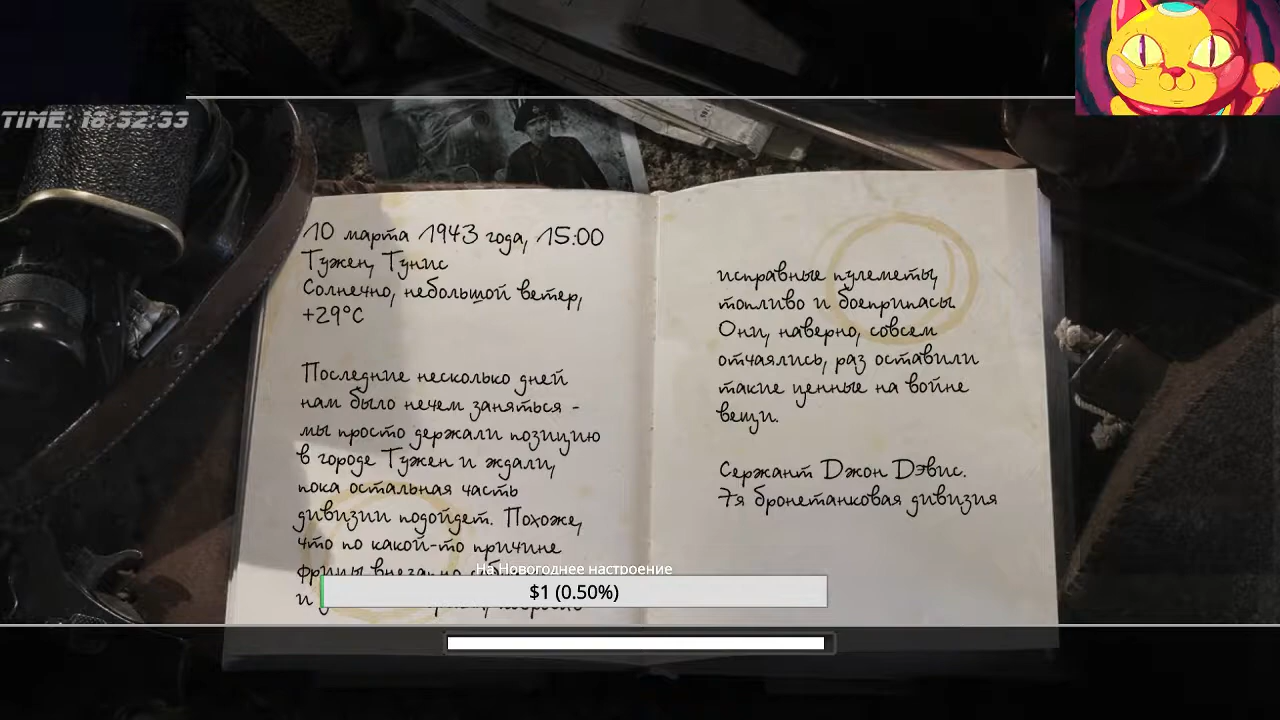 TIME: 18:32:33
10 марта 1943 года, 15:00
Тужен, Тунис
Солнечно, небольшой ветер,
+29°C
Последние несколько дней
нам было нечем заняться -
мы просто держали позицию
в городе Тужен и ждали,
пока остальная часть
дивизии подойдет. Похоже,
что по какой-то причине
фрицы внезапно
и
исправные пулеметы,
топливо и боеприпасы.
Они, наверно, совсем
отчаялись, раз оставили
такие ценные на войне
вещи.
Сержант Джон Дэвис.
7я бронетанковая дивизия
На Новогоднее настроение
$1 (0.50%)